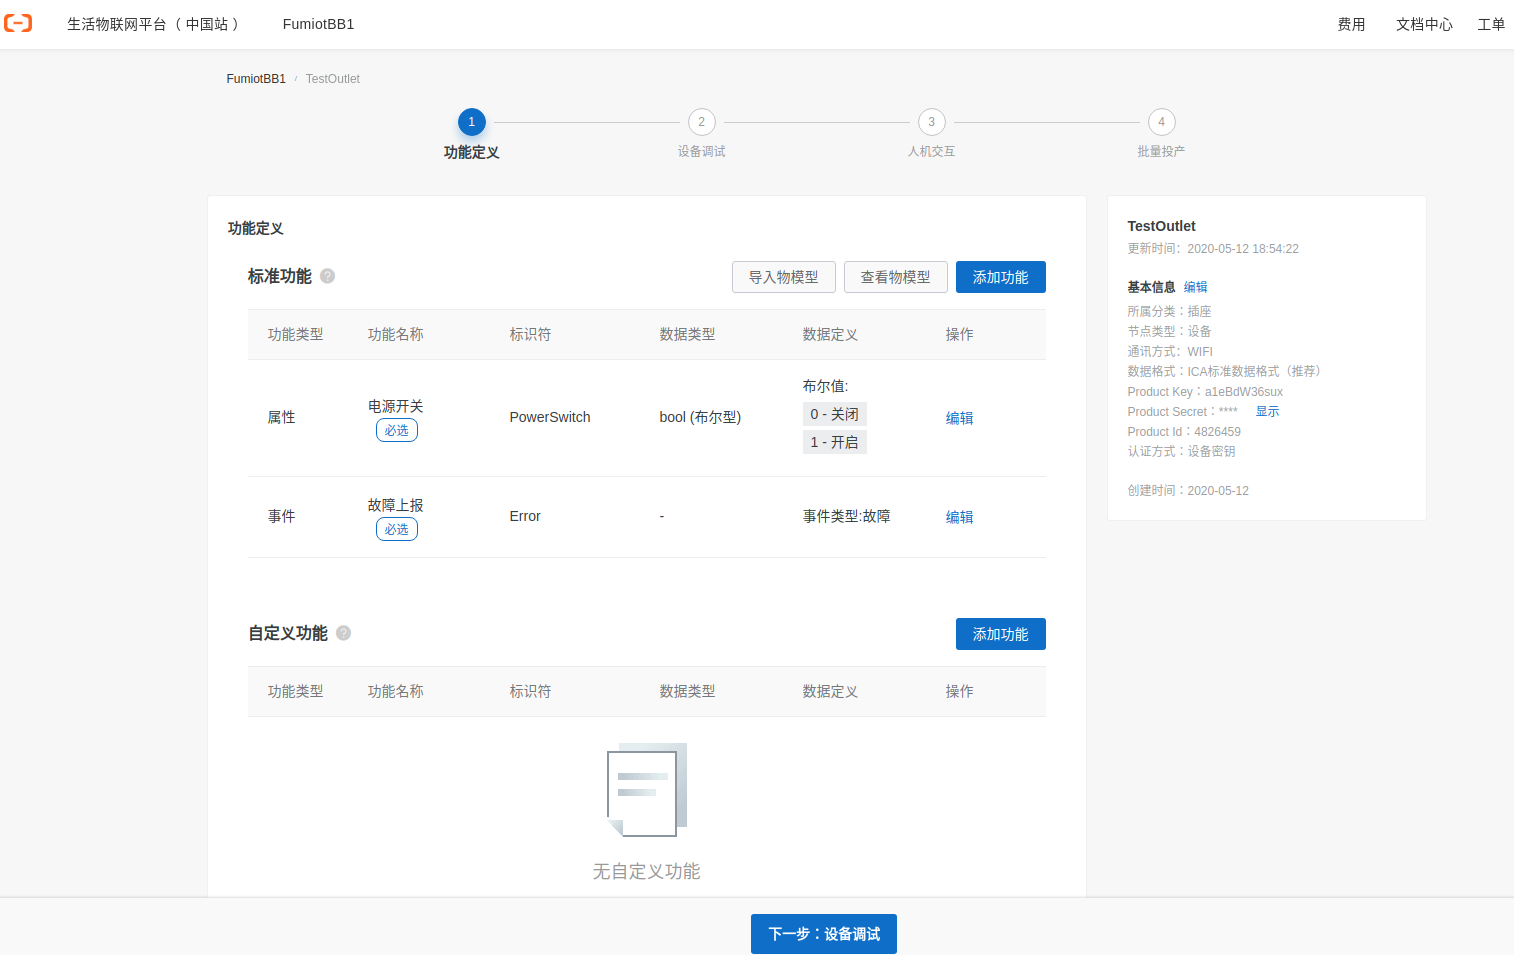 生活物联网平台（ 中国站 ） FumiotBB1 费用 文档中心 工单
FumiotBB1 / TestOutlet
1 2 3 4
功能定义 设备调试 人机交互 批量投产
功能定义
标准功能 ? 导入物模型 查看物模型 添加功能
功能类型 功能名称 标识符 数据类型 数据定义 操作
属性 电源开关 必选 PowerSwitch bool (布尔型) 布尔值: 编辑
0 - 关闭
1 - 开启
事件 故障上报 必选 Error - 事件类型:故障 编辑
自定义功能 ? 添加功能
功能类型 功能名称 标识符 数据类型 数据定义 操作
无自定义功能
TestOutlet
更新时间：2020-05-12 18:54:22
基本信息 编辑
所属分类：插座
节点类型：设备
通讯方式：WIFI
数据格式：ICA标准数据格式（推荐）
Product Key：a1eBdW36sux
Product Secret：**** 显示
Product Id：4826459
认证方式：设备密钥
创建时间：2020-05-12
下一步：设备调试